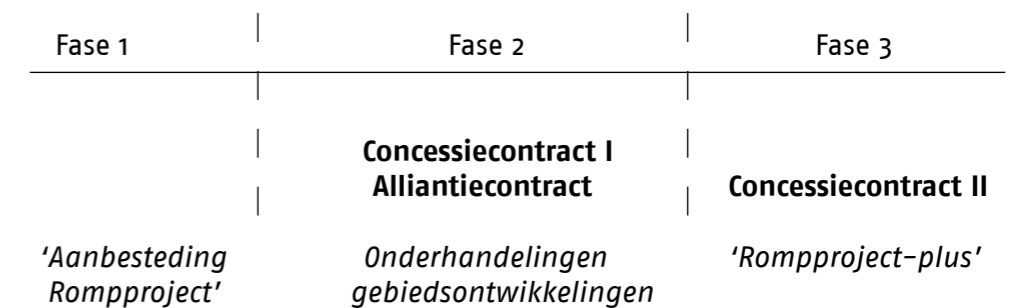 Fase 1 Fase 2 Fase 3
Concessiecontract I
Alliantiecontract Concessiecontract II
'Aanbesteding Onderhandelingen 'Rompproject-plus'
Rompproject' gebiedsontwikkelingen